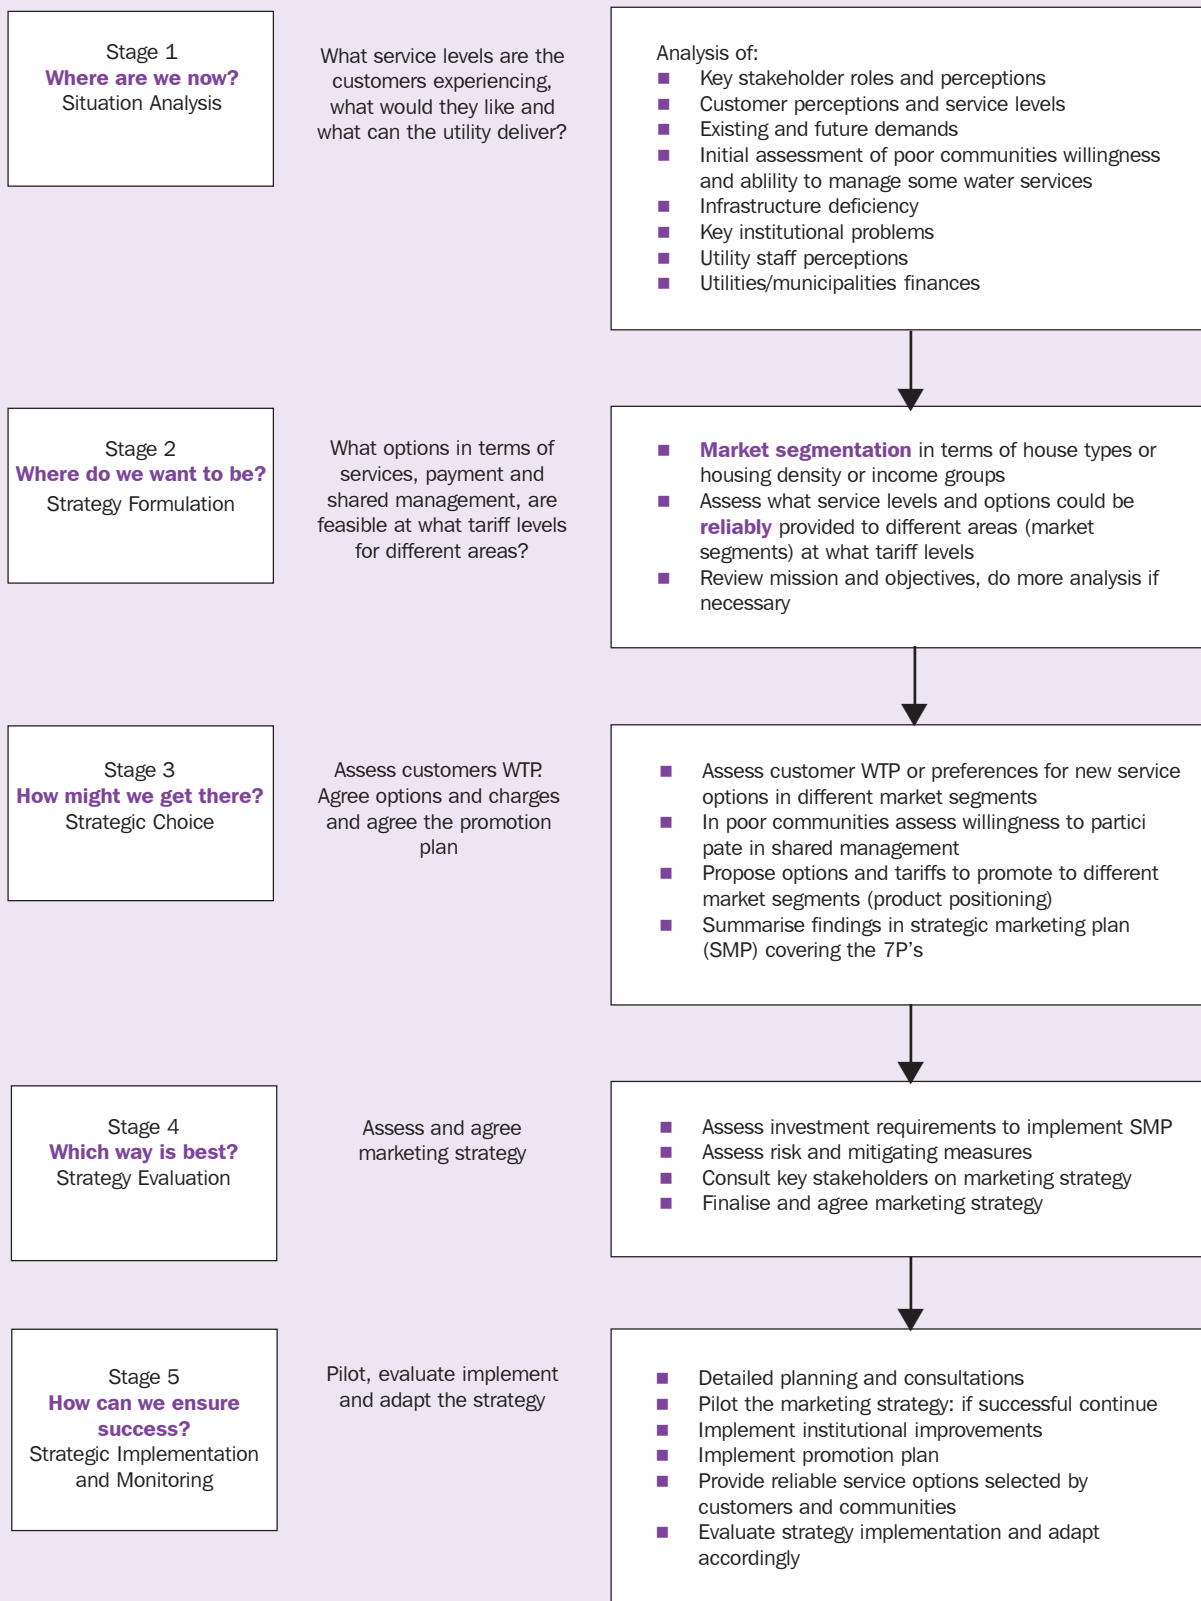 Stage 1
Where are we now?
Situation Analysis
What service levels are the
customers experiencing,
what would they like and
what can the utility deliver?
Analysis of:
Key stakeholder roles and perceptions
Customer perceptions and service levels
Existing and future demands
Initial assessment of poor communities willingness
and ablility to manage some water services
Infrastructure deficiency
Key institutional problems
Utility staff perceptions
Utilities/municipalities finances
Stage 2
Where do we want to be?
Strategy Formulation
What options in terms of
services, payment and
shared management, are
feasible at what tariff levels
for different areas?
Market segmentation in terms of house types or
housing density or income groups
Assess what service levels and options could be
reliably provided to different areas (market
segments) at what tariff levels
Review mission and objectives, do more analysis if
necessary
Stage 3
How might we get there?
Strategic Choice
Assess customers WTP.
Agree options and charges
and agree the promotion
plan
Assess customer WTP or preferences for new service
options in different market segments
In poor communities assess willingness to partici
pate in shared management
Propose options and tariffs to promote to different
market segments (product positioning)
Summarise findings in strategic marketing plan
(SMP) covering the 7P's
Stage 4
Which way is best?
Strategy Evaluation
Assess and agree
marketing strategy
Assess investment requirements to implement SMP
Assess risk and mitigating measures
Consult key stakeholders on marketing strategy
Finalise and agree marketing strategy
Stage 5
How can we ensure
success?
Strategic Implementation
and Monitoring
Pilot, evaluate implement
and adapt the strategy
Detailed planning and consultations
Pilot the marketing strategy: if successful continue
Implement institutional improvements
Implement promotion plan
Provide reliable service options selected by
customers and communities
Evaluate strategy implementation and adapt
accordingly